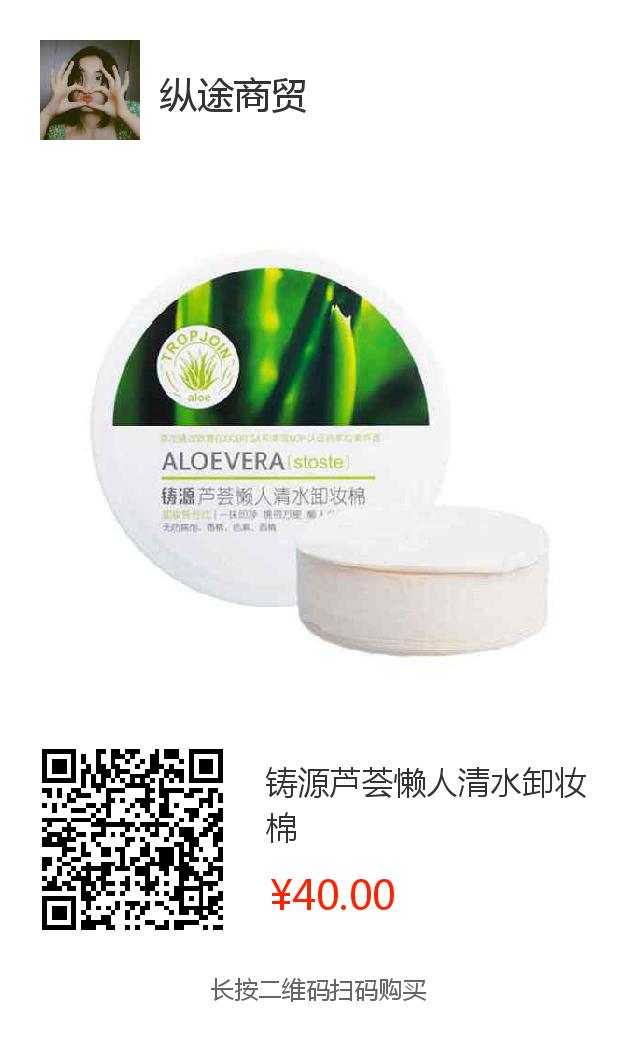 纵途商贸
TROPJOIN
aloe
ALOEVERA[stoste]
铸源芦荟懒人清水卸妆棉
铸源芦荟懒人清水卸妆
棉
¥40.00
长按二维码扫码购买